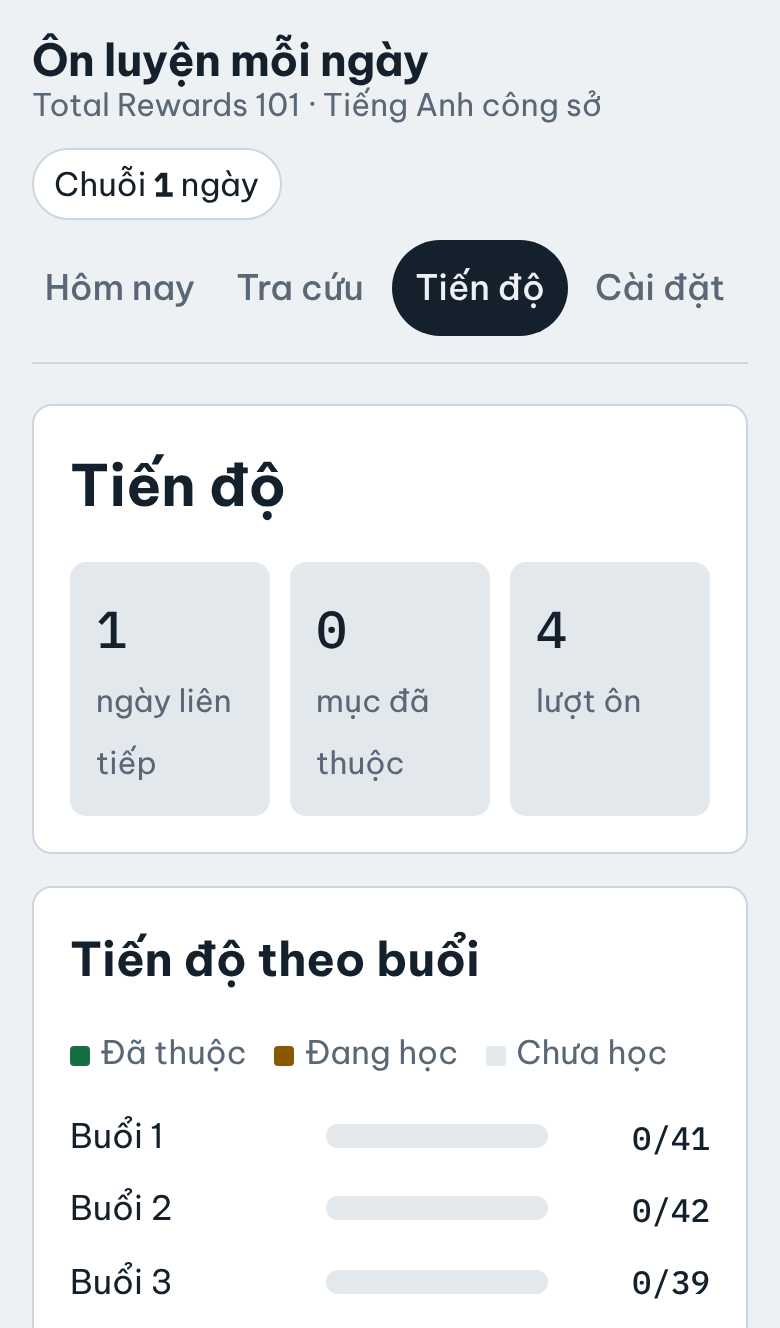 Ôn luyện mỗi ngày
Total Rewards 101 · Tiếng Anh công sở
Chuỗi 1 ngày
Hôm nay Tra cứu Tiến độ Cài đặt
Tiến độ
1 0 4
ngày liên mục đã lượt ôn
tiếp thuộc
Tiến độ theo buổi
Đã thuộc Đang học Chưa học
Buổi 1 0/41
Buổi 2 0/42
Buổi 3 0/39